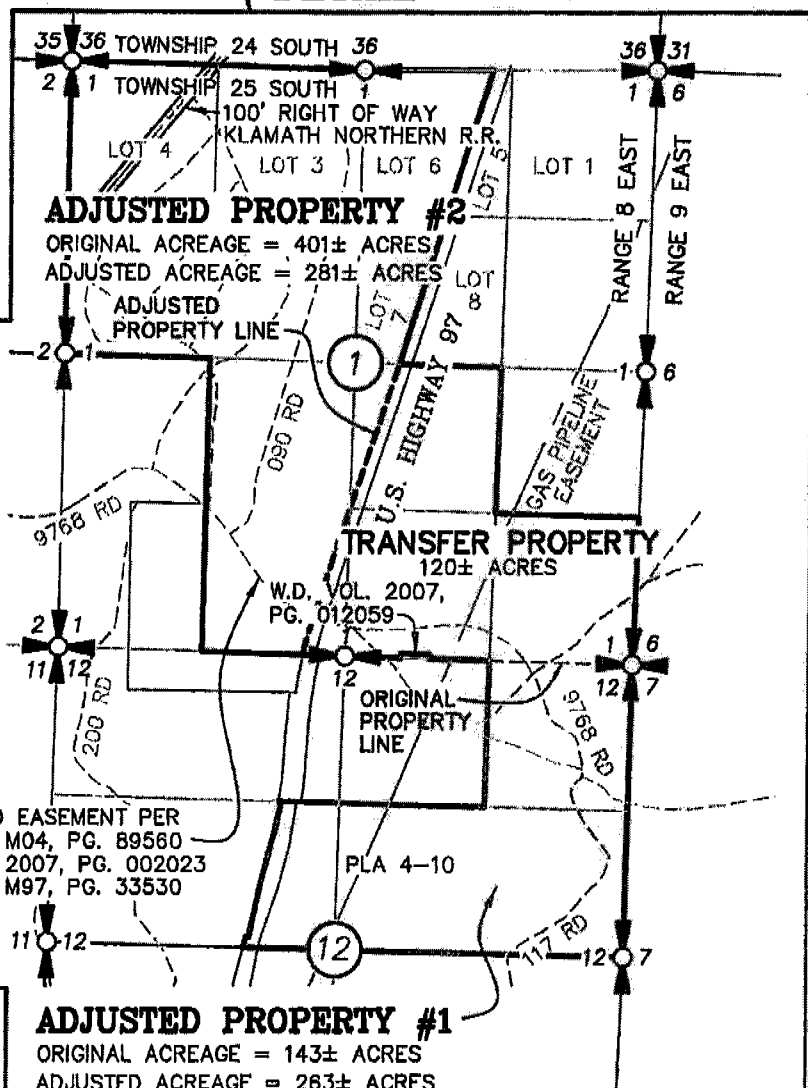 35 36 TOWNSHIP 24 SOUTH 36
36 31
2 1 TOWNSHIP 25 SOUTH 1
1 6
100' RIGHT OF WAY
KLAMATH NORTHERN R.R.
LOT 4
LOT 3
LOT 6
LOT 5
LOT 1
ADJUSTED PROPERTY #2
ORIGINAL ACREAGE = 401± ACRES
ADJUSTED ACREAGE = 281± ACRES
RANGE 8 EAST
RANGE 9 EAST
LOT 7
LOT 8
ADJUSTED
PROPERTY LINE
2 1
1
1 6
U.S. HIGHWAY 97
090 RD
GAS PIPELINE
EASEMENT
9768 RD
TRANSFER PROPERTY
120± ACRES
W.D. VOL. 2007,
PG. 012059
2 1
11 12
12
1 6
12 7
ORIGINAL
PROPERTY
LINE
9768 RD
200 RD
EASEMENT PER
M04, PG. 89560
2007, PG. 002023
M97, PG. 33530
PLA 4-10
11 12
12
117 RD
12 7
ADJUSTED PROPERTY #1
ORIGINAL ACREAGE = 143± ACRES
ADJUSTED ACREAGE = 263± ACRES